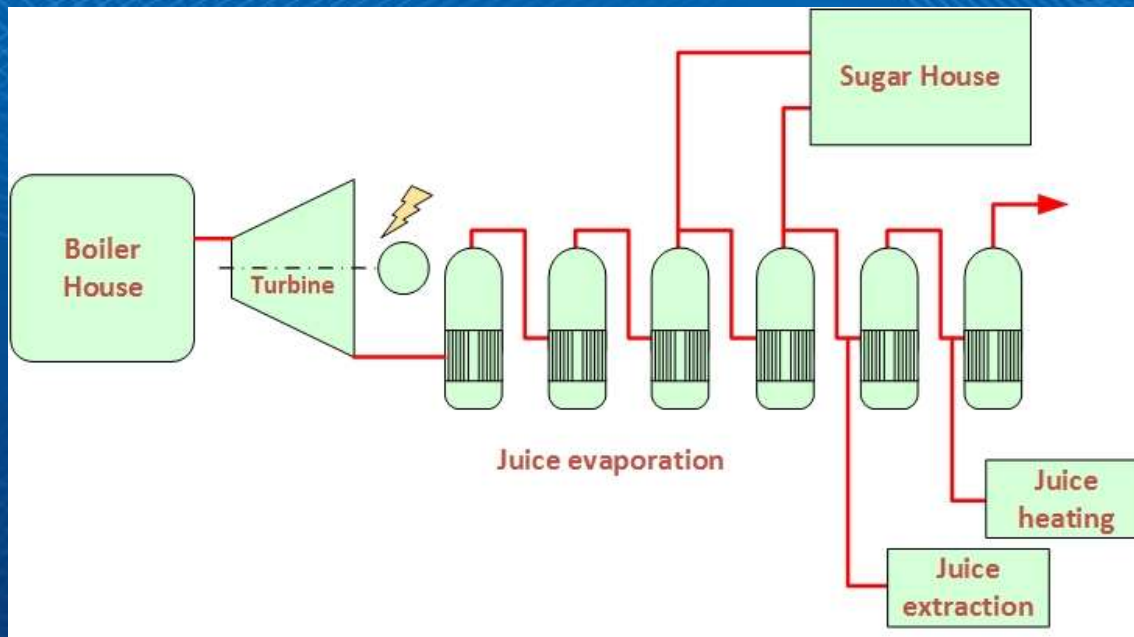 Sugar House
Boiler
House
Turbine
Juice evaporation
Juice
heating
Juice
extraction